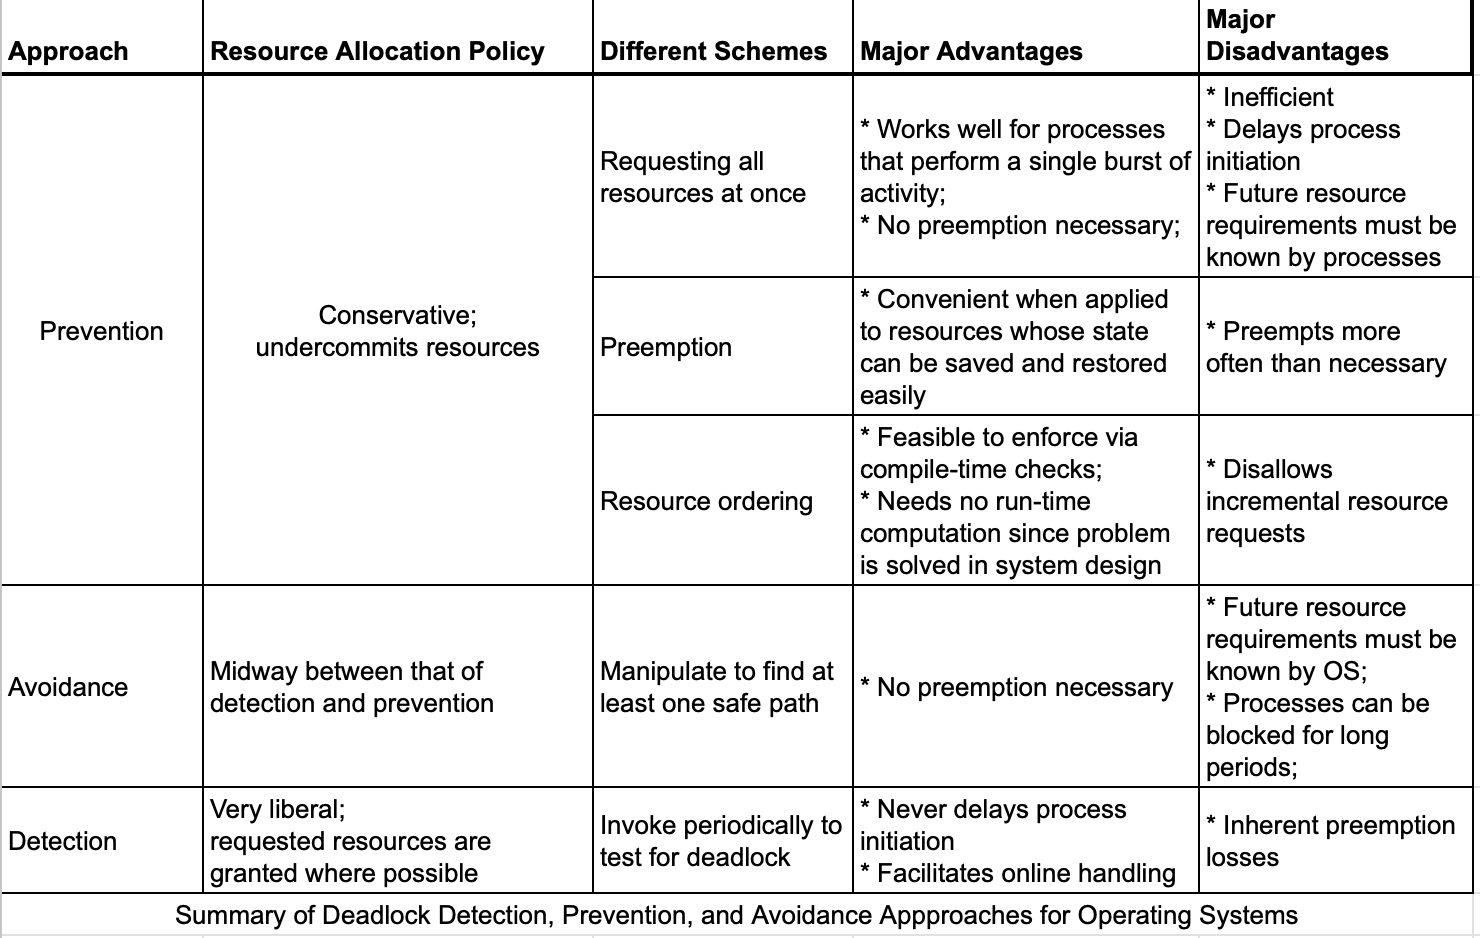 Approach
Resource Allocation Policy
Different Schemes
Major Advantages
Major
Disadvantages
Prevention
Conservative;
undercommits resources
Requesting all
resources at once
* Works well for processes
that perform a single burst of
activity;
* No preemption necessary;
* Inefficient
* Delays process
initiation
* Future resource
requirements must be
known by processes
Preemption
* Convenient when applied
to resources whose state
can be saved and restored
easily
* Preempts more
often than necessary
Resource ordering
* Feasible to enforce via
compile-time checks;
* Needs no run-time
computation since problem
is solved in system design
* Disallows
incremental resource
requests
Avoidance
Midway between that of
detection and prevention
Manipulate to find at
least one safe path
* No preemption necessary
* Future resource
requirements must be
known by OS;
* Processes can be
blocked for long
periods;
Detection
Very liberal;
requested resources are
granted where possible
Invoke periodically to
test for deadlock
* Never delays process
initiation
* Facilitates online handling
* Inherent preemption
losses
Summary of Deadlock Detection, Prevention, and Avoidance Appproaches for Operating Systems